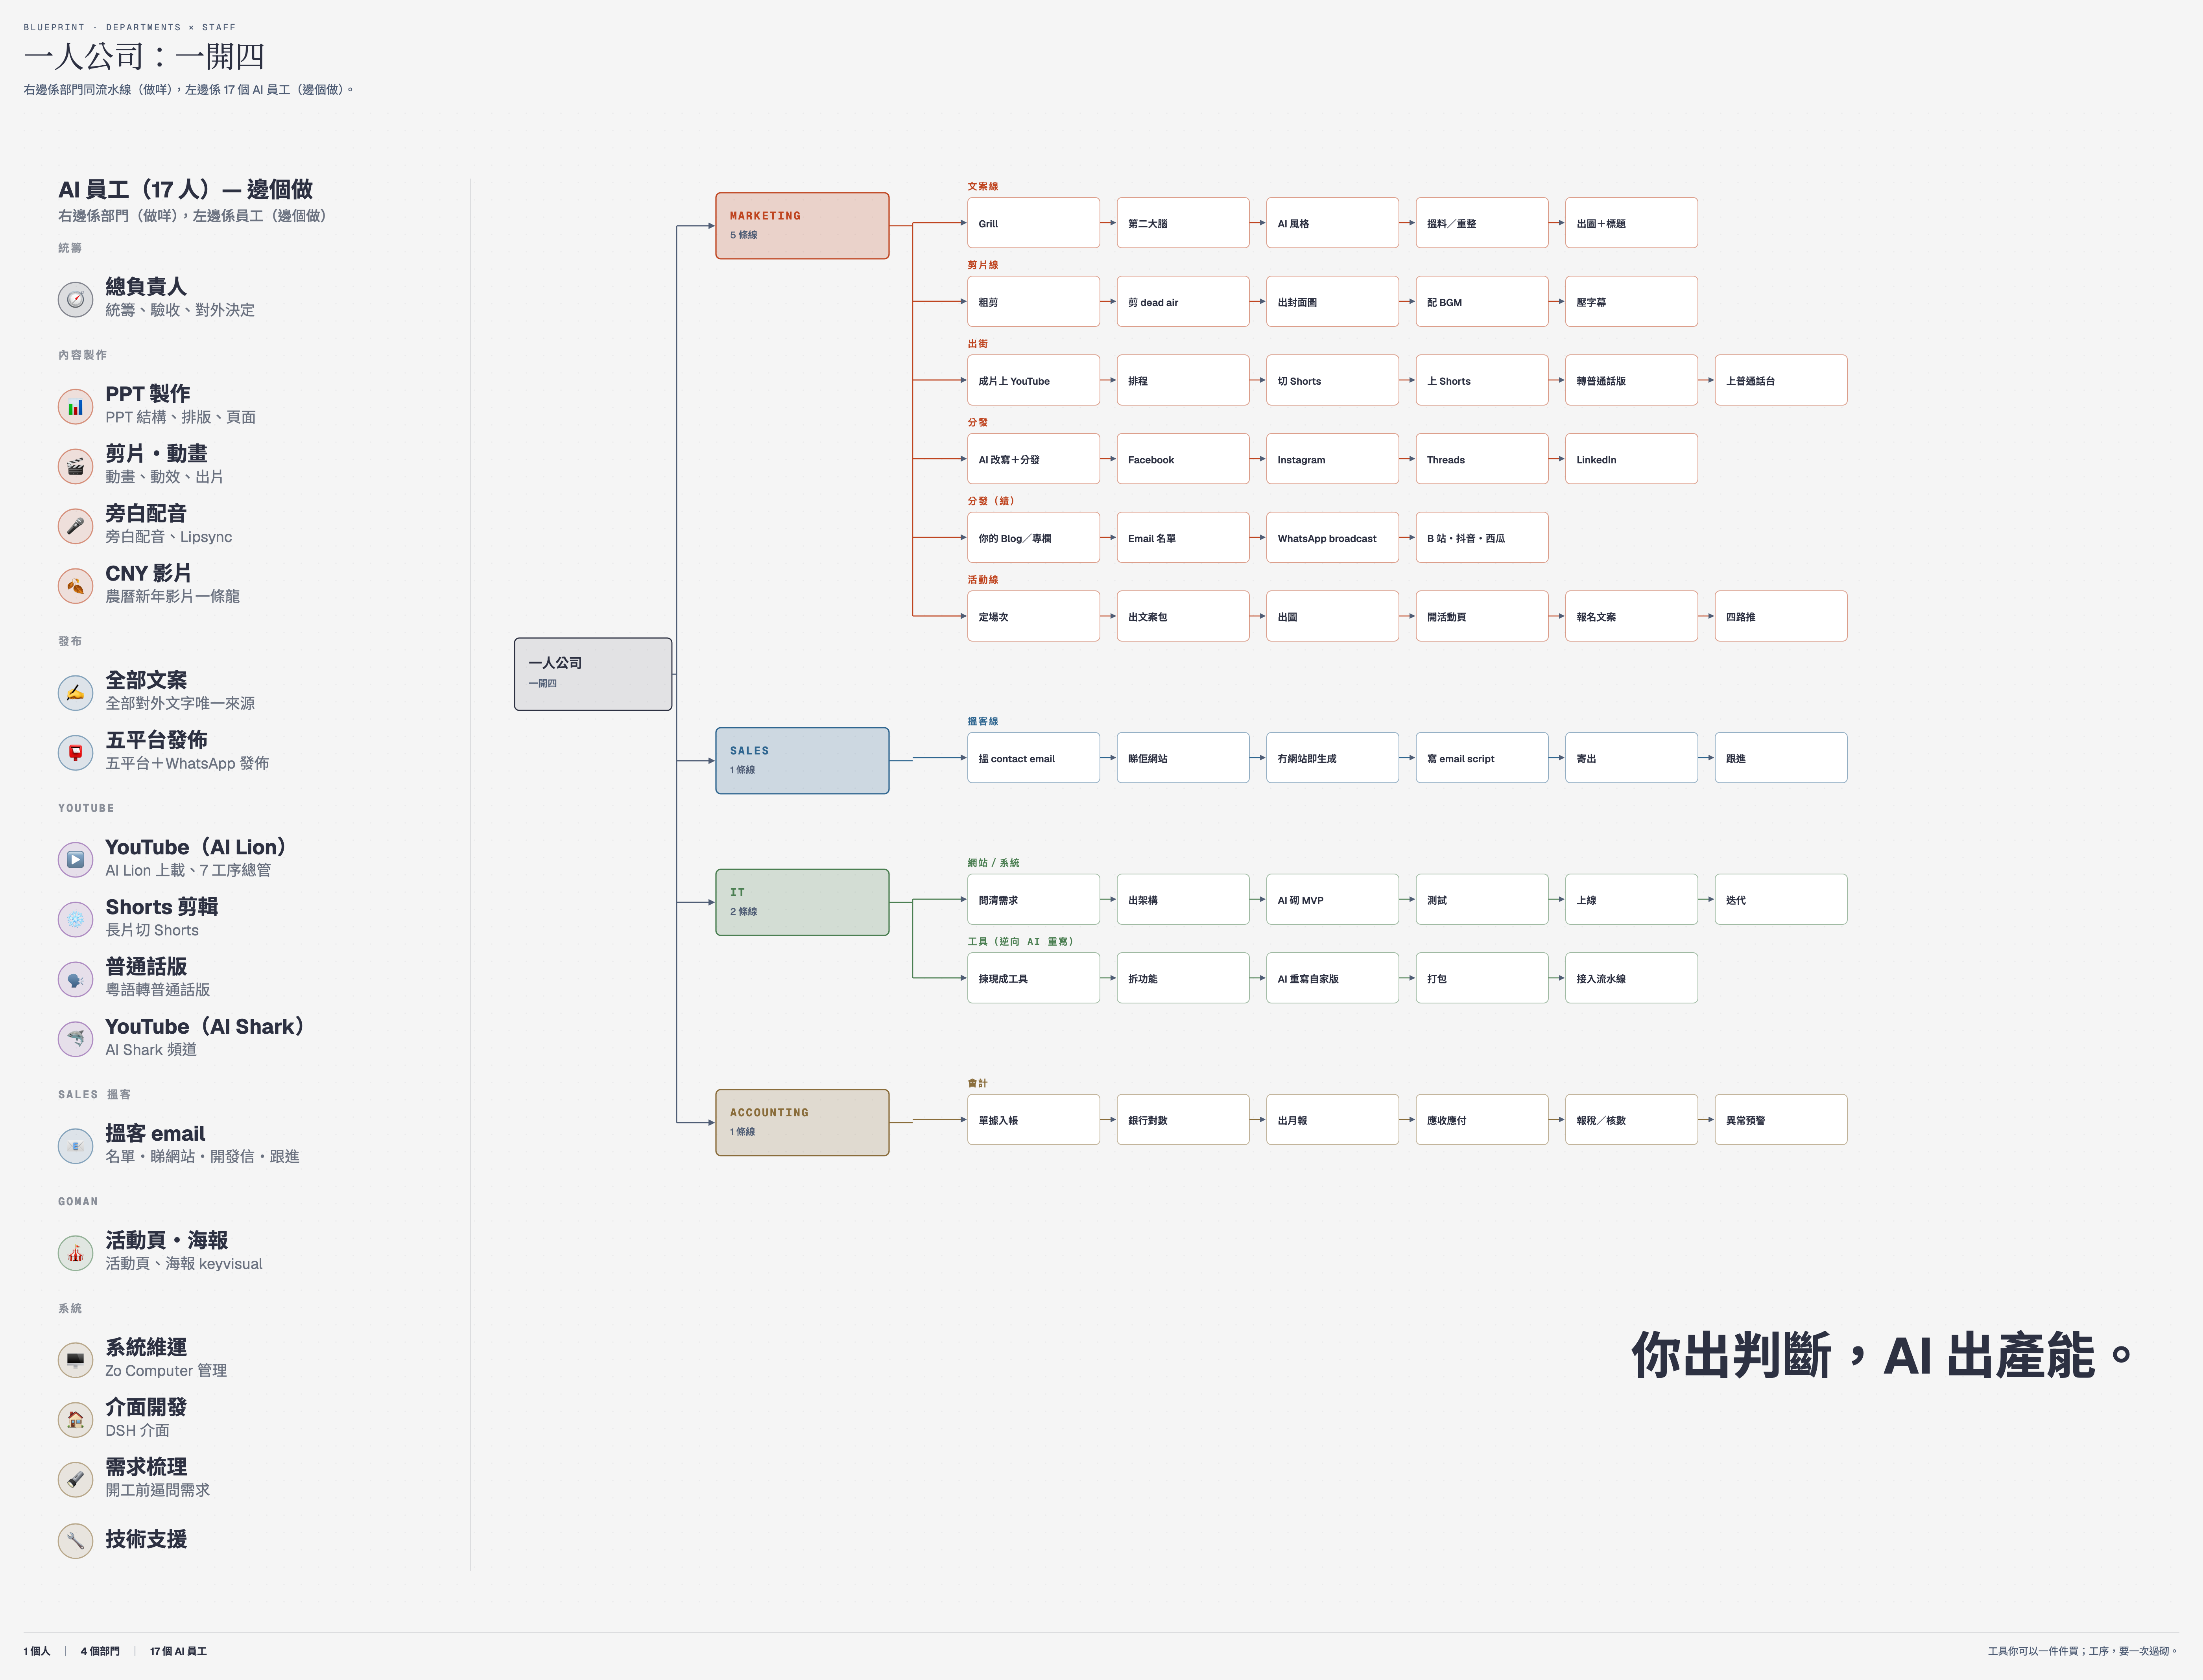 BLUEPRINT · DEPARTMENTS × STAFF
一人公司：一開四
右邊係部門同流水線（做咩），左邊係 17 個 AI 員工（邊個做）。
AI 員工（17 人）— 邊個做
右邊係部門（做咩），左邊係員工（邊個做）
統籌
總負責人
統籌、驗收、對外決定
內容製作
PPT 製作
PPT 結構、排版、頁面
剪片・動畫
動畫、動效、出片
旁白配音
旁白配音、Lipsync
CNY 影片
農曆新年影片一條龍
發布
全部文案
全部對外文字唯一來源
五平台發佈
五平台＋WhatsApp 發佈
YOUTUBE
YouTube（AI Lion）
AI Lion 上載、7 工序總管
Shorts 剪輯
長片切 Shorts
普通話版
粵語轉普通話版
YouTube（AI Shark）
AI Shark 頻道
SALES 搵客
搵客 email
名單・睇網站・開發信・跟進
GOMAN
活動頁・海報
活動頁、海報 keyvisual
系統
系統維運
Zo Computer 管理
介面開發
DSH 介面
需求梳理
開工前逼問需求
技術支援
一人公司
一開四
MARKETING
5 條線
文案線
Grill
第二大腦
AI 風格
搵料／重整
出圖＋標題
剪片線
粗剪
剪 dead air
出封面圖
配 BGM
壓字幕
出街
成片上 YouTube
排程
切 Shorts
上 Shorts
轉普通話版
上普通話台
分發
AI 改寫＋分發
Facebook
Instagram
Threads
LinkedIn
分發（續）
你的 Blog／專欄
Email 名單
WhatsApp broadcast
B 站・抖音・西瓜
活動線
定場次
出文案包
出圖
開活動頁
報名文案
四路推
SALES
1 條線
搵客線
搵 contact email
睇佢網站
冇網站即生成
寫 email script
寄出
跟進
IT
2 條線
網站 / 系統
問清需求
出架構
AI 砌 MVP
測試
上線
迭代
工具（逆向 AI 重寫）
揀現成工具
拆功能
AI 重寫自家版
打包
接入流水線
ACCOUNTING
1 條線
會計
單據入帳
銀行對數
出月報
應收應付
報稅／核數
異常預警
你出判斷，AI 出產能。
1 個人 | 4 個部門 | 17 個 AI 員工
工具你可以一件件買；工序，要一次過砌。